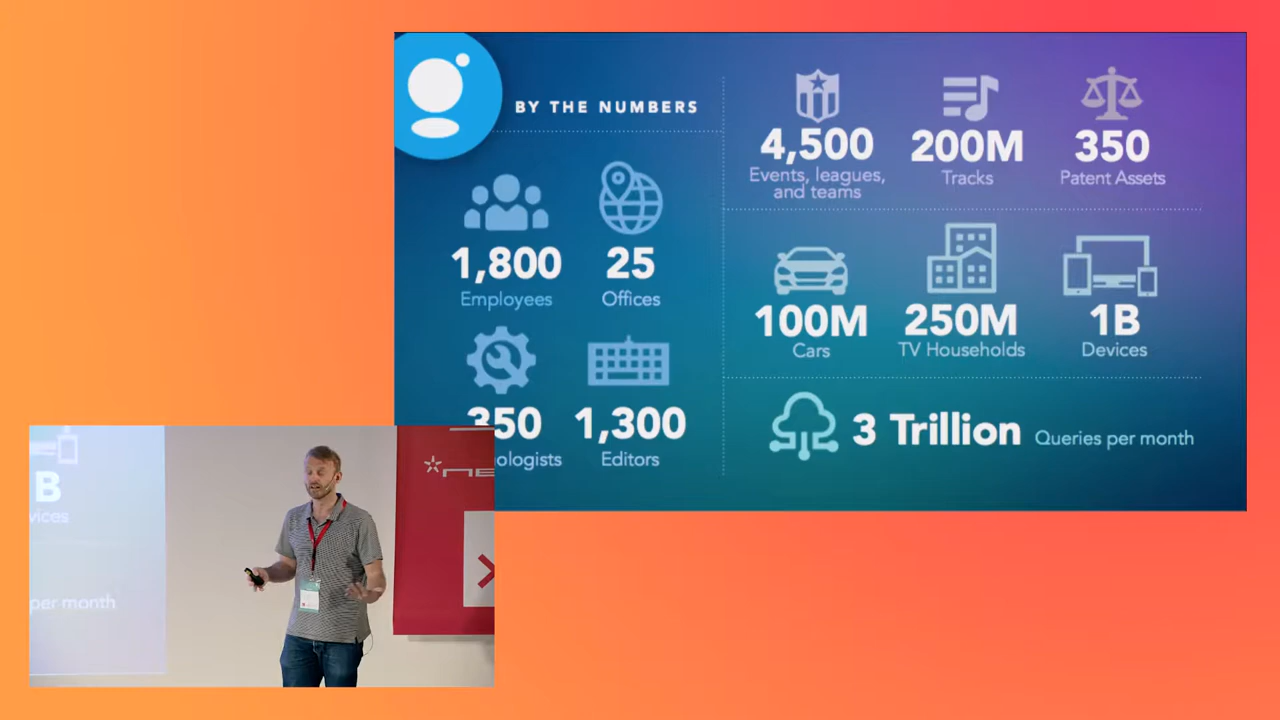 BY THE NUMBERS
1,800
Employees
25
Offices
350
ologists
1,300
Editors
4,500
Events, leagues,
and teams
200M
Tracks
350
Patent Assets
100M
Cars
250M
TV Households
1B
Devices
3 Trillion
Queries per month
B
vices
per month